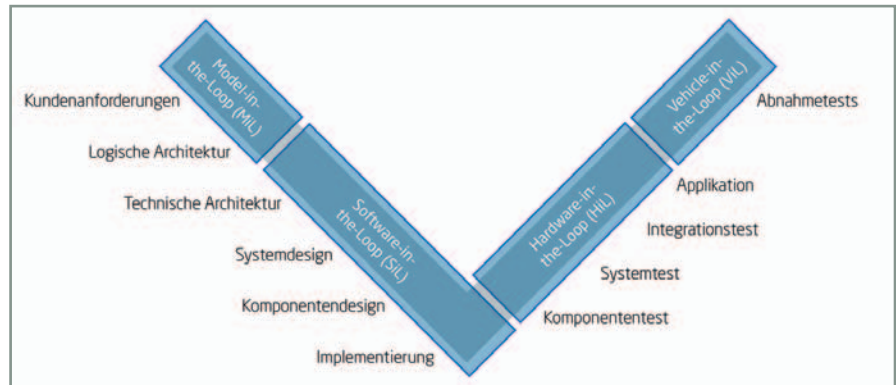 Kundenanforderungen
Logische Architektur
Technische Architektur
Systemdesign
Komponentendesign
Implementierung
Model-in-
the-Loop (MiL)
Software-in-
the-Loop (SiL)
Hardware-in-
the-Loop (HiL)
Vehicle-in-
the-Loop (ViL)
Abnahmetests
Applikation
Integrationstest
Systemtest
Komponententest